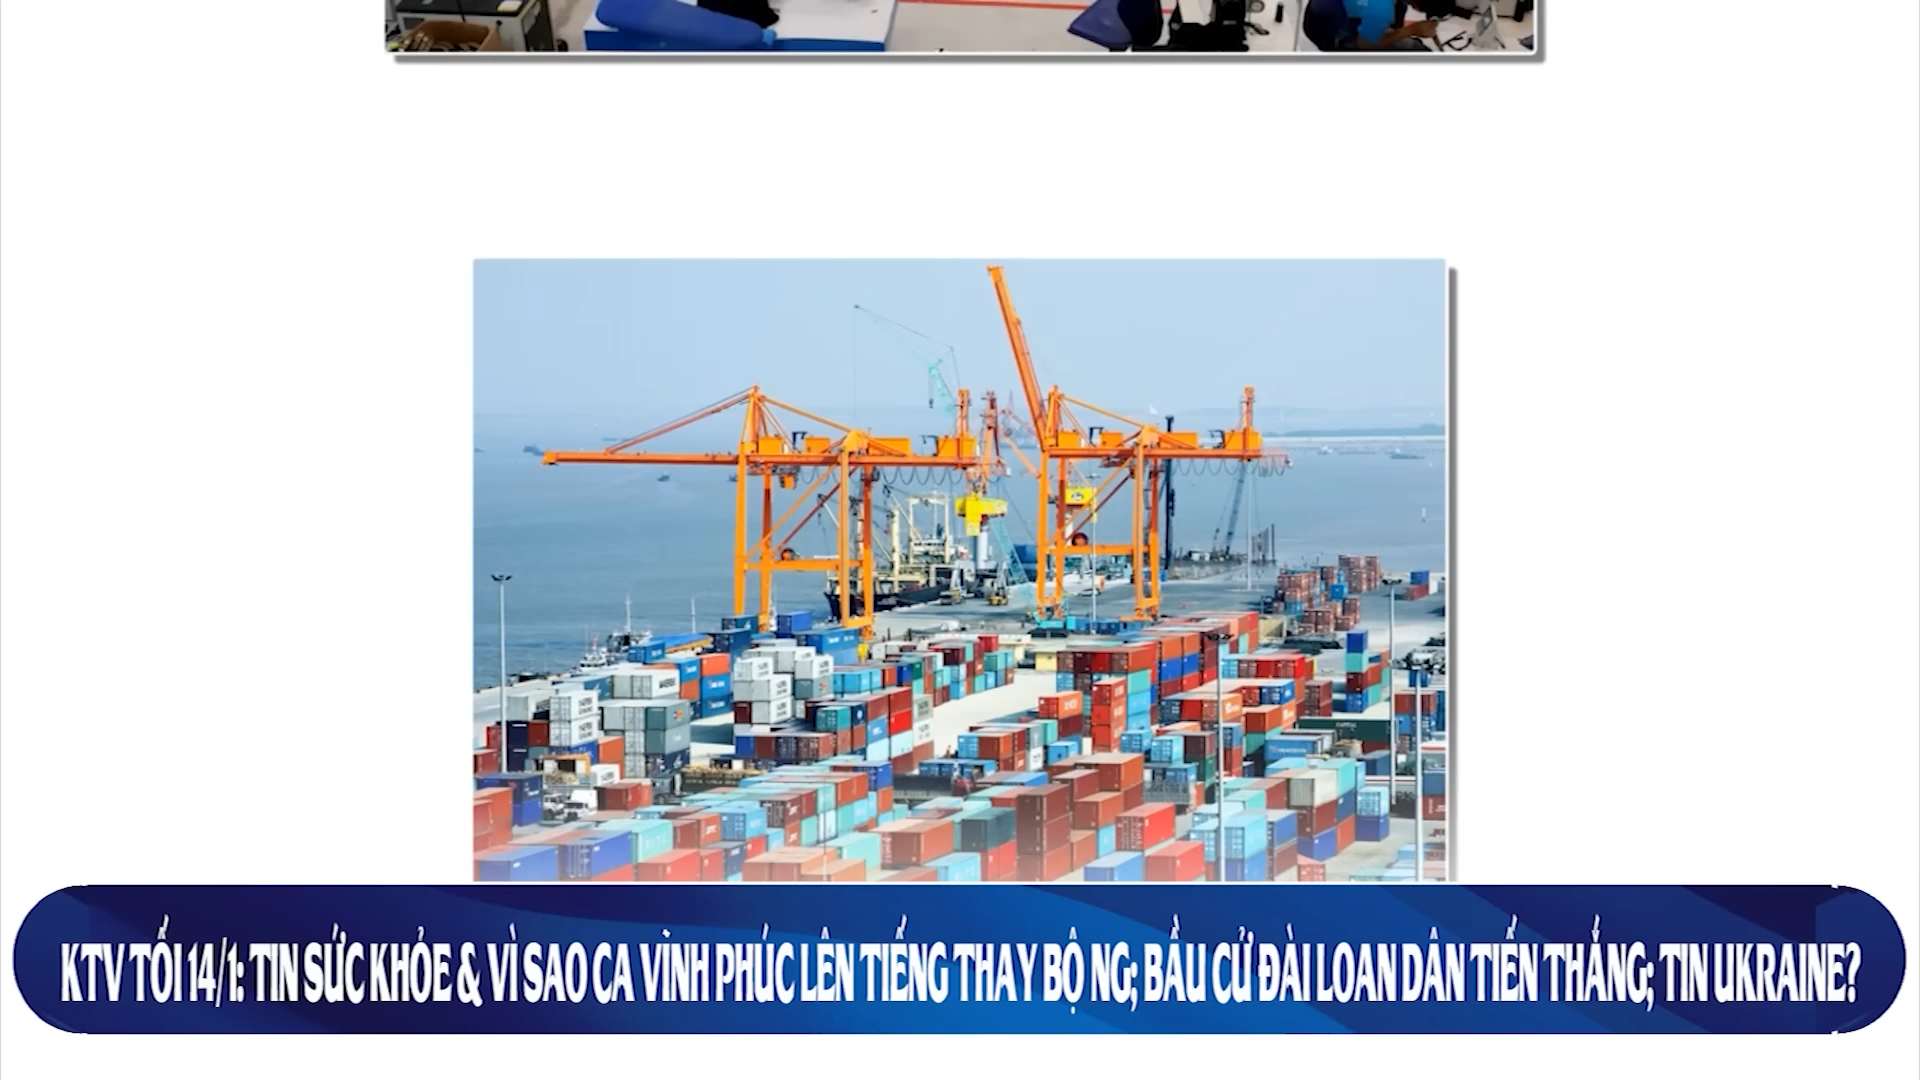 KTV TỐI 14/1: TIN SỨC KHỎE & VÌ SAO CA VĨNH PHÚC LÊN TIẾNG THAY BỘ NG; BẦU CỬ ĐÀI LOAN DÂN TIẾN THẮNG; TIN UKRAINE?